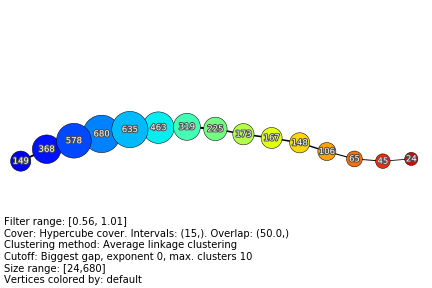 149 368 578 680 635 463 319 225 173 167 148 106 65 45 24
Filter range: [0.56, 1.01]
Cover: Hypercube cover. Intervals: (15,). Overlap: (50.0,)
Clustering method: Average linkage clustering
Cutoff: Biggest gap, exponent 0, max. clusters 10
Size range: [24,680]
Vertices colored by: default